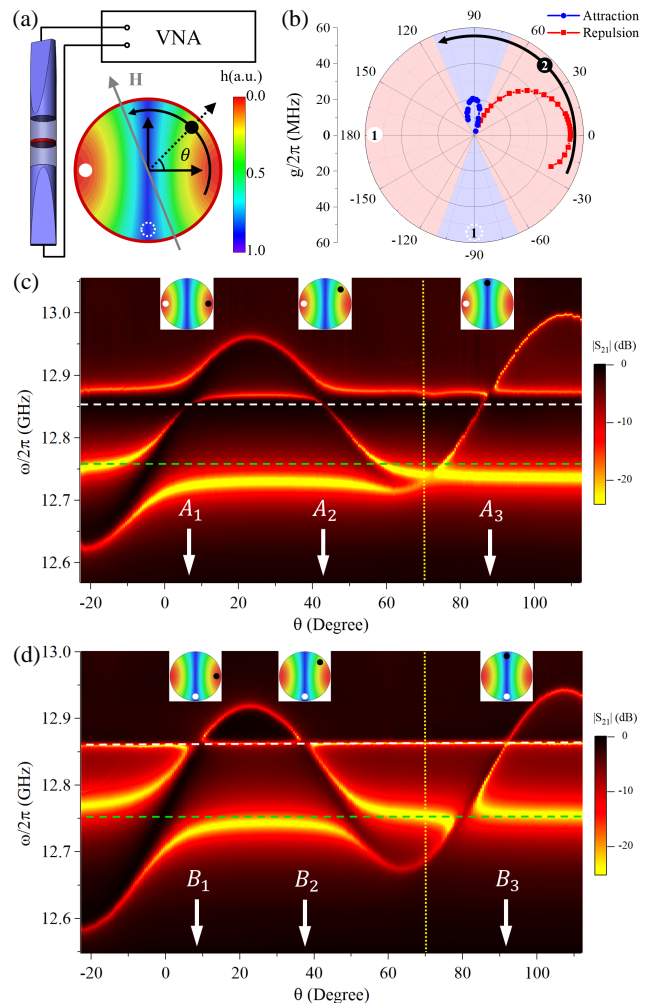 (a)
VNA
H
h(a.u.)
0.0
1.0
θ
(b)
Attraction
Repulsion
g/2π (MHz)
60
40
20
0
20
40
60
90
60
30
0
-30
-60
-90
-120
-150
180
150
120
1
2
1
(c)
ω/2π (GHz)
13.0
12.9
12.8
12.7
12.6
A1
A2
A3
-20
0
20
40
60
80
100
θ (Degree)
|S21| (dB)
0
-10
-20
(d)
ω/2π (GHz)
13.0
12.9
12.8
12.7
12.6
B1
B2
B3
-20
0
20
40
60
80
100
θ (Degree)
|S21| (dB)
0
-10
-20